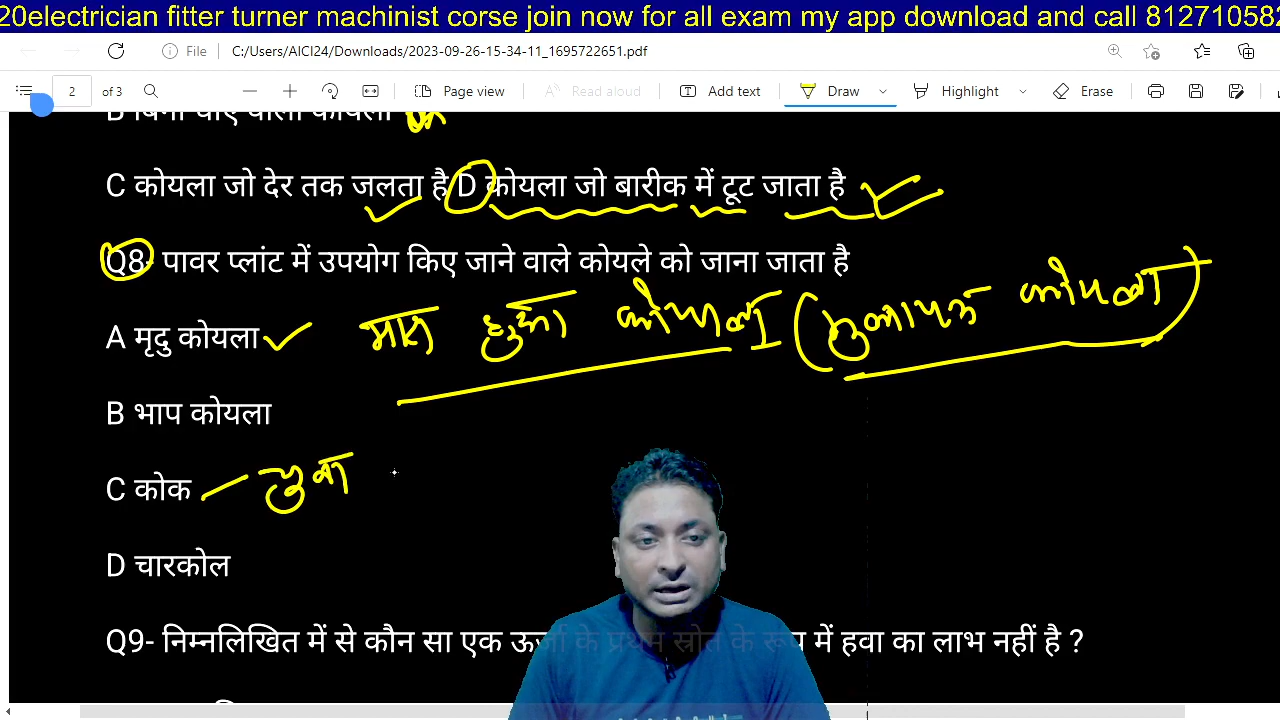 20electrician fitter turner machinist corse join now for all exam my app download and call 812710582
File C:/Users/AICI24/Downloads/2023-09-26-15-34-11_1695722651.pdf
2 of 3 Page view Read aloud Add text Draw Highlight Erase
C कोयला जो देर तक जलता है D कोयला जो बारीक में टूट जाता है
Q8- पावर प्लांट में उपयोग किए जाने वाले कोयले को जाना जाता है
हुआ कोयला मुलायम कोयला
A मृदु कोयला
B भाप कोयला
C कोक
D चारकोल
Q9- निम्नलिखित में से कौन सा एक ऊर्जा के प्रथम स्रोत के रूप में हवा का लाभ नहीं है ?